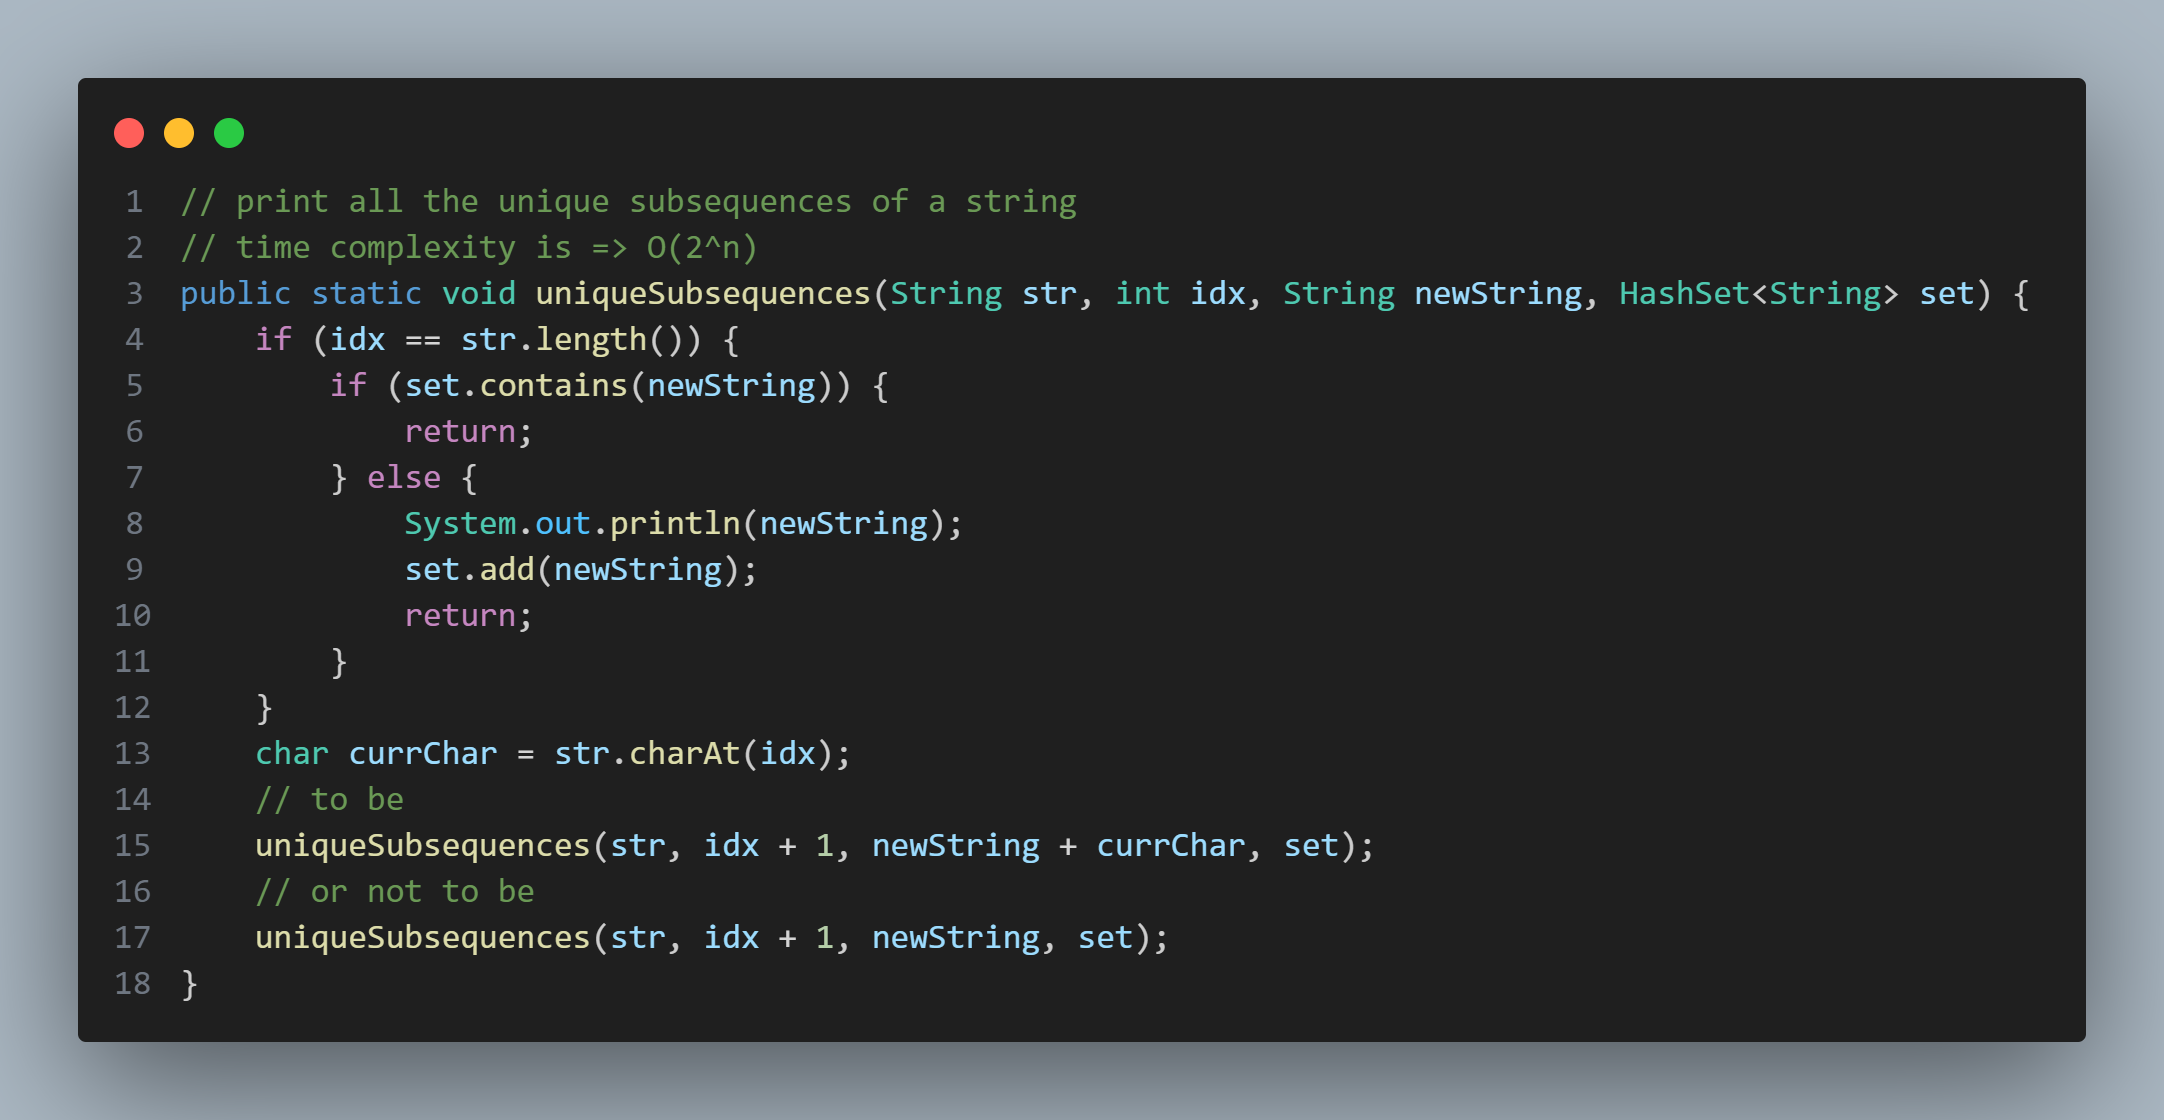 1 // print all the unique subsequences of a string
2 // time complexity is => O(2^n)
3 public static void uniqueSubsequences(String str, int idx, String newString, HashSet<String> set) {
4     if (idx == str.length()) {
5         if (set.contains(newString)) {
6             return;
7         } else {
8             System.out.println(newString);
9             set.add(newString);
10             return;
11         }
12     }
13     char currChar = str.charAt(idx);
14     // to be
15     uniqueSubsequences(str, idx + 1, newString + currChar, set);
16     // or not to be
17     uniqueSubsequences(str, idx + 1, newString, set);
18 }